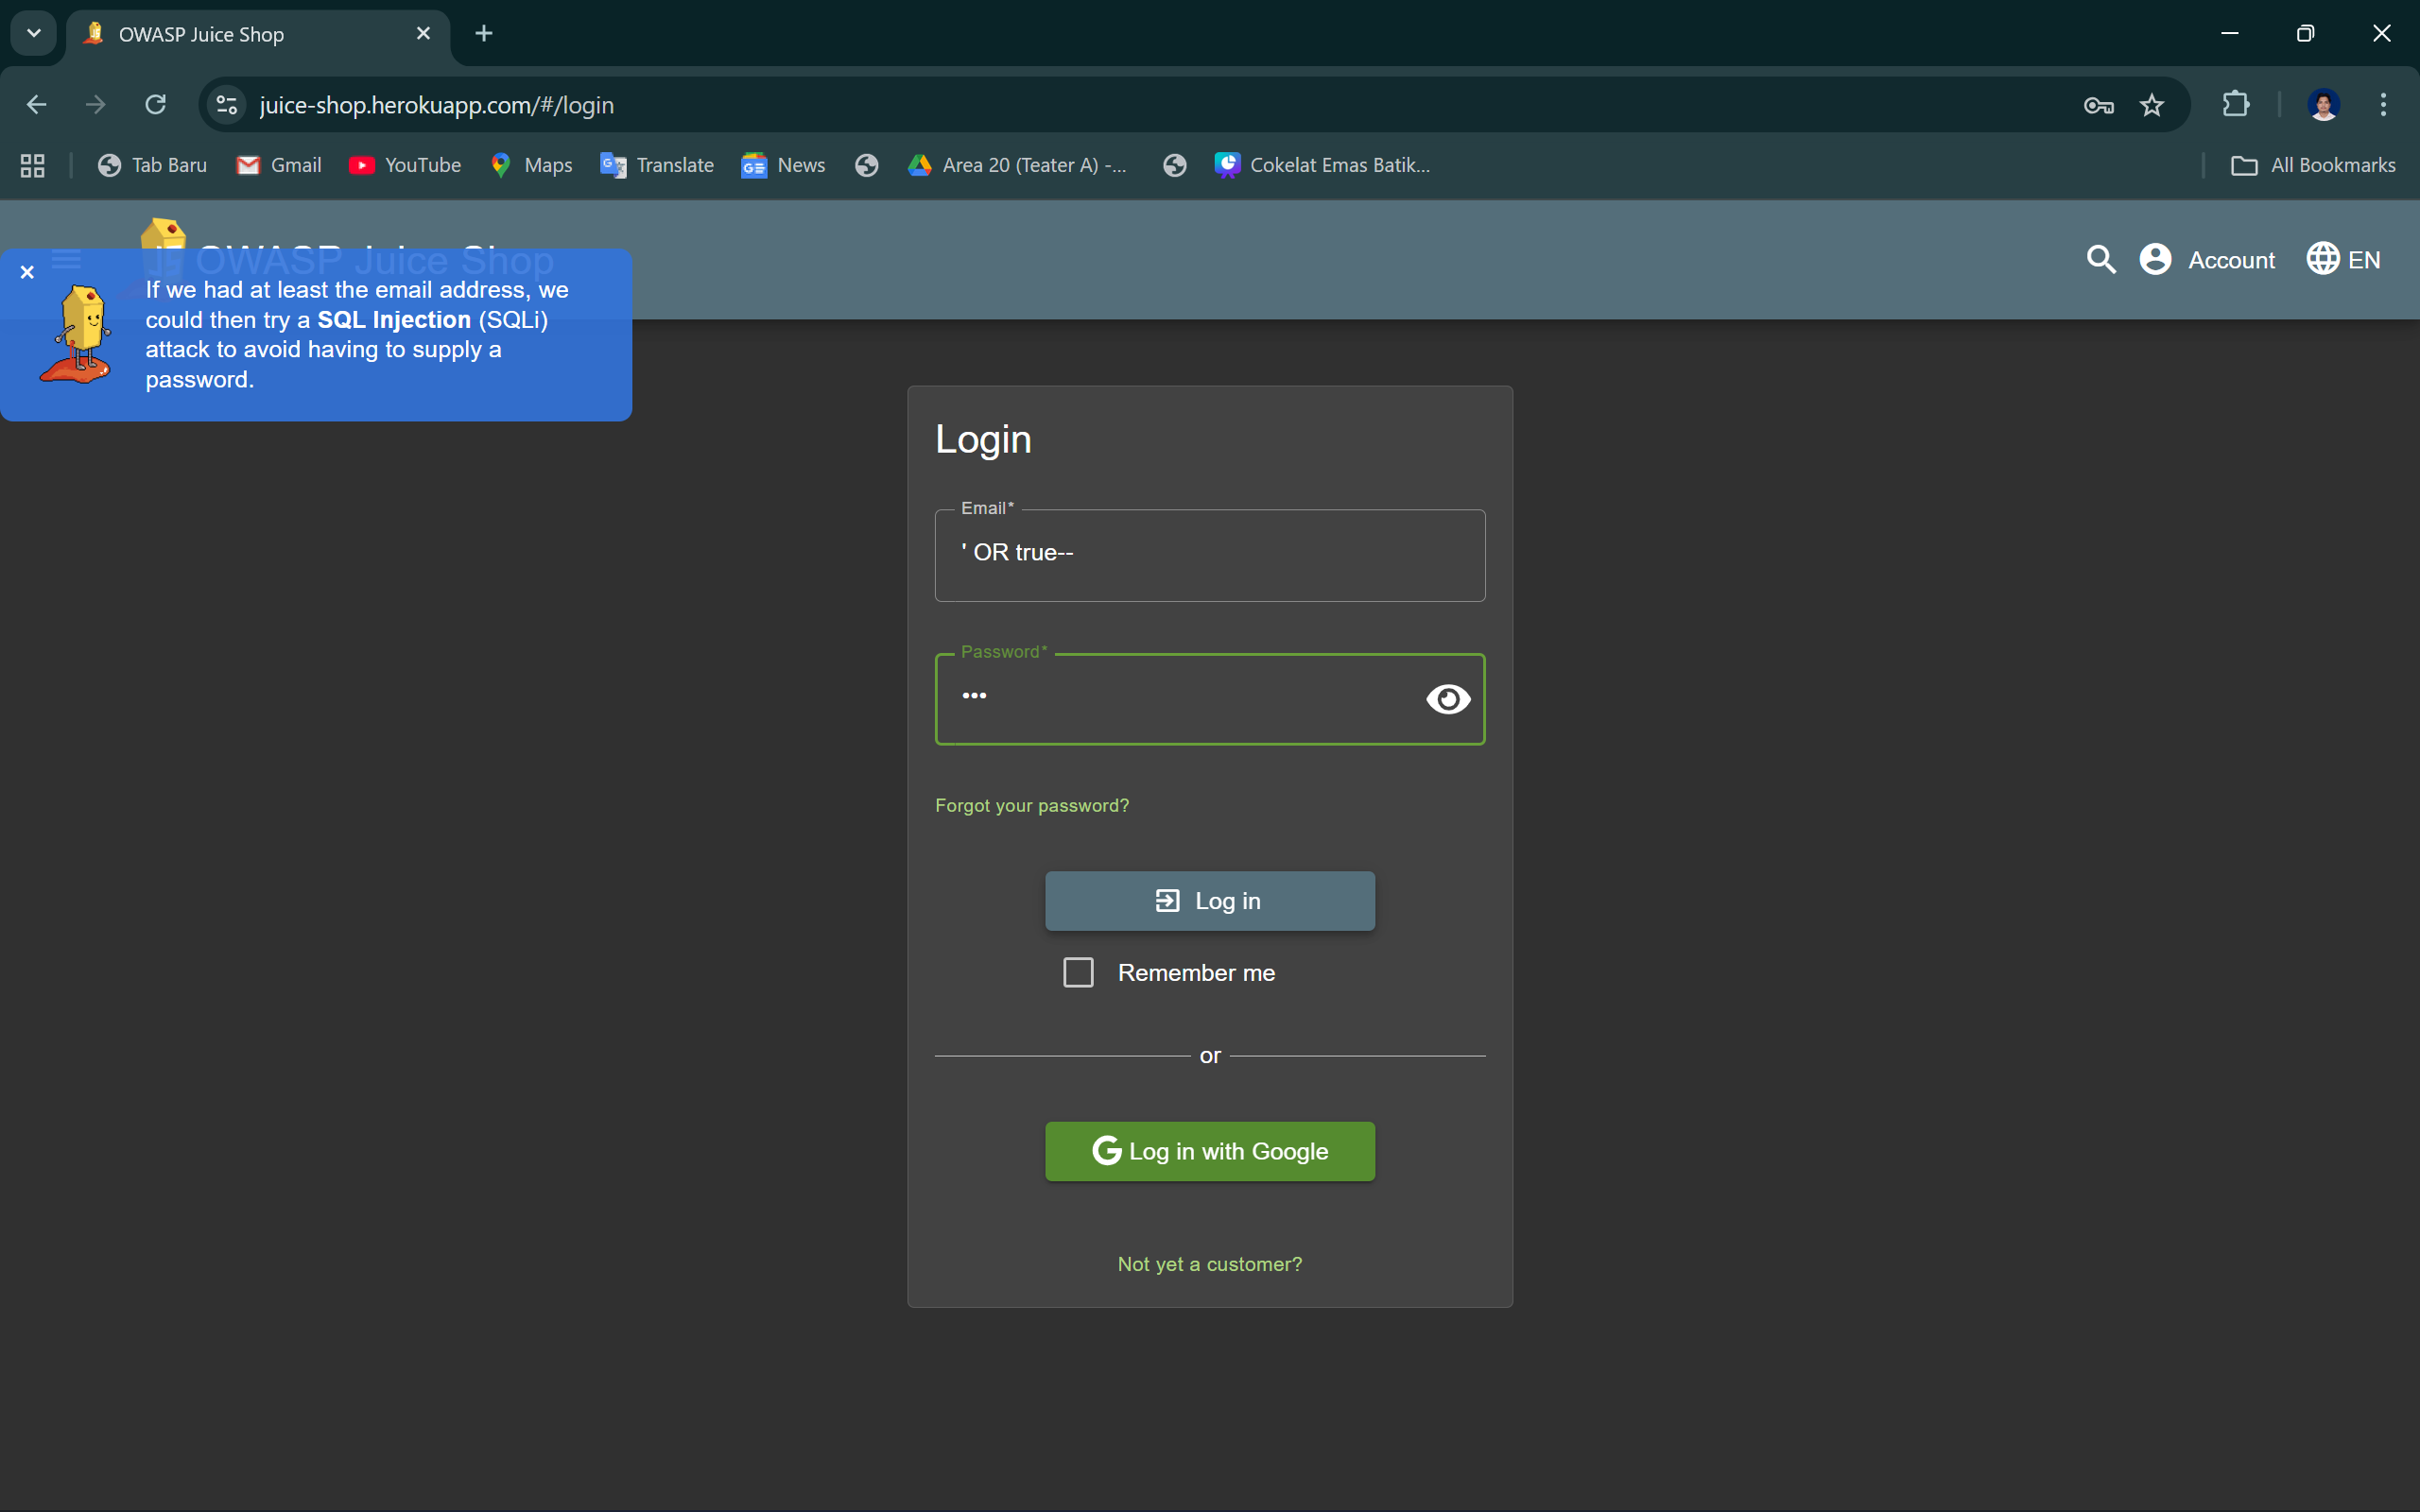 OWASP Juice Shop
juice-shop.herokuapp.com/#/login
Tab Baru Gmail YouTube Maps Translate News Area 20 (Teater A) -... Cokelat Emas Batik... All Bookmarks
OWASP Juice Shop Account EN
If we had at least the email address, we
could then try a SQL Injection (SQLi)
attack to avoid having to supply a
password.
Login
Email*
' OR true--
Password*
•••
Forgot your password?
Log in
Remember me
or
Log in with Google
Not yet a customer?